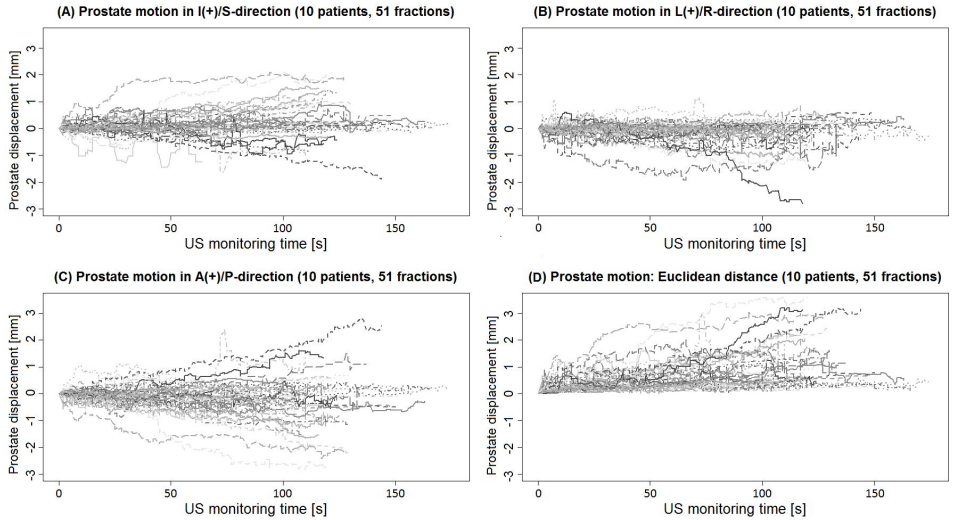 (A) Prostate motion in I(+)/S-direction (10 patients, 51 fractions)
Prostate displacement [mm]
3
2
1
0
-1
-2
-3
0 50 100 150
US monitoring time [s]
(B) Prostate motion in L(+)/R-direction (10 patients, 51 fractions)
Prostate displacement [mm]
3
2
1
0
-1
-2
-3
0 50 100 150
US monitoring time [s]
(C) Prostate motion in A(+)/P-direction (10 patients, 51 fractions)
Prostate displacement [mm]
3
2
1
0
-1
-2
-3
0 50 100 150
US monitoring time [s]
(D) Prostate motion: Euclidean distance (10 patients, 51 fractions)
Prostate displacement [mm]
3
2
1
0
-1
-2
-3
0 50 100 150
US monitoring time [s]